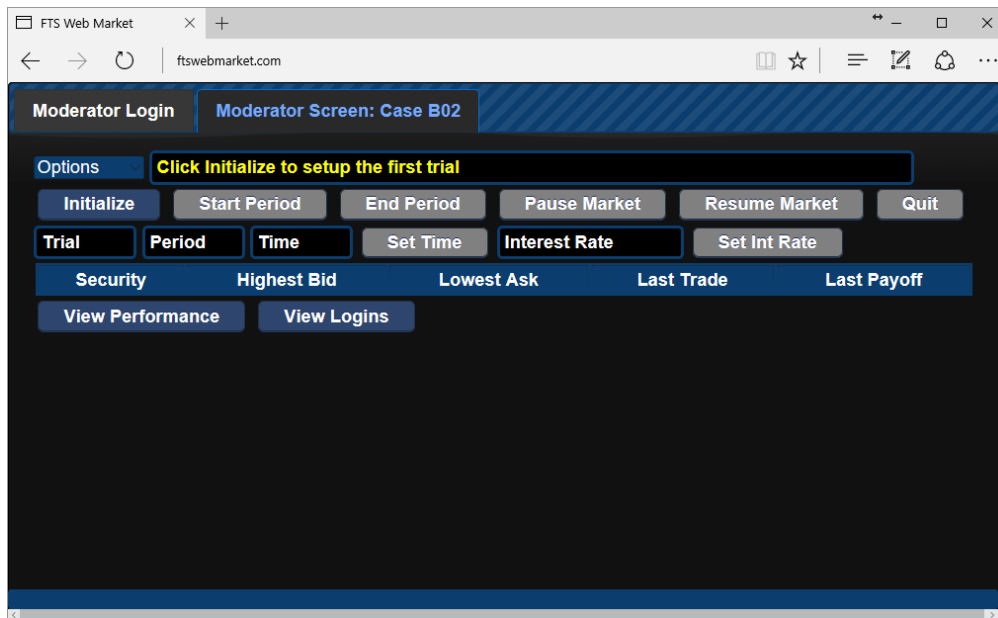 FTS Web Market
ftswebmarket.com
Moderator Login Moderator Screen: Case B02
Options Click Initialize to setup the first trial
Initialize Start Period End Period Pause Market Resume Market Quit
Trial Period Time Set Time Interest Rate Set Int Rate
Security Highest Bid Lowest Ask Last Trade Last Payoff
View Performance View Logins